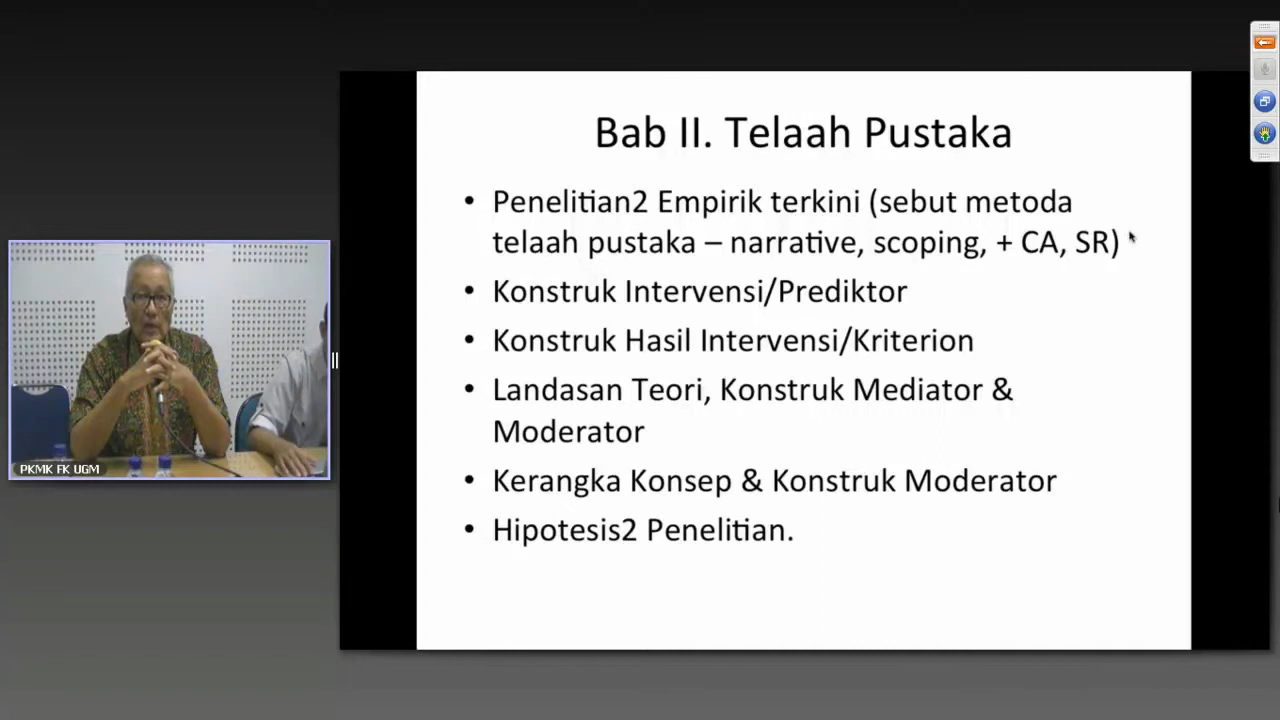 Bab II. Telaah Pustaka
• Penelitian2 Empirik terkini (sebut metoda
telaah pustaka – narrative, scoping, + CA, SR)
• Konstruk Intervensi/Prediktor
• Konstruk Hasil Intervensi/Kriterion
• Landasan Teori, Konstruk Mediator &
Moderator
• Kerangka Konsep & Konstruk Moderator
• Hipotesis2 Penelitian.
PKMK FK UGM